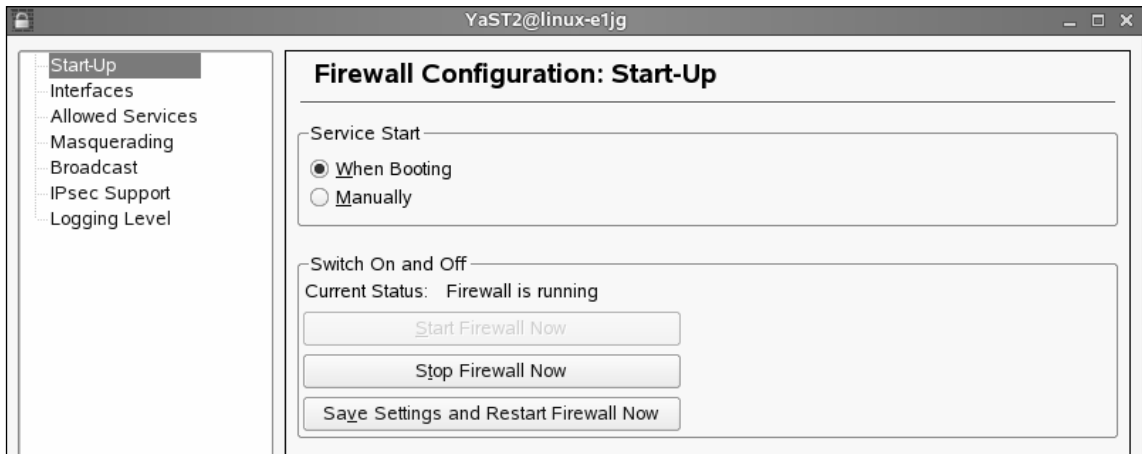 YaST2@linux-e1jg
Start-Up
Interfaces
Allowed Services
Masquerading
Broadcast
IPsec Support
Logging Level
Firewall Configuration: Start-Up
Service Start
When Booting
Manually
Switch On and Off
Current Status: Firewall is running
Start Firewall Now
Stop Firewall Now
Save Settings and Restart Firewall Now